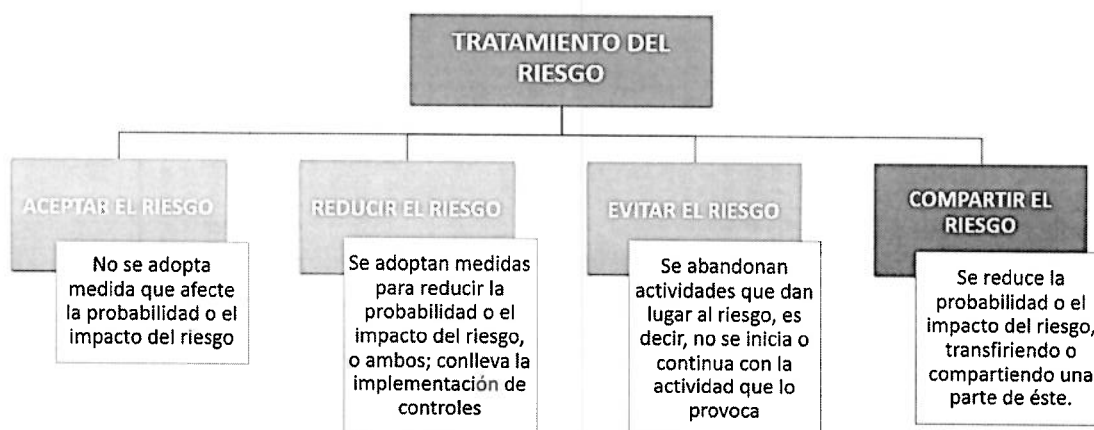 TRATAMIENTO DEL
RIESGO
ACEPTAR EL RIESGO
No se adopta
medida que afecte
la probabilidad o el
impacto del riesgo
REDUCIR EL RIESGO
Se adoptan medidas
para reducir la
probabilidad o el
impacto del riesgo,
o ambos; conlleva la
implementación de
controles
EVITAR EL RIESGO
Se abandonan
actividades que dan
lugar al riesgo, es
decir, no se inicia o
continua con la
actividad que lo
provoca
COMPARTIR EL
RIESGO
Se reduce la
probabilidad o el
impacto del riesgo,
transfiriendo o
compartiendo una
parte de éste.